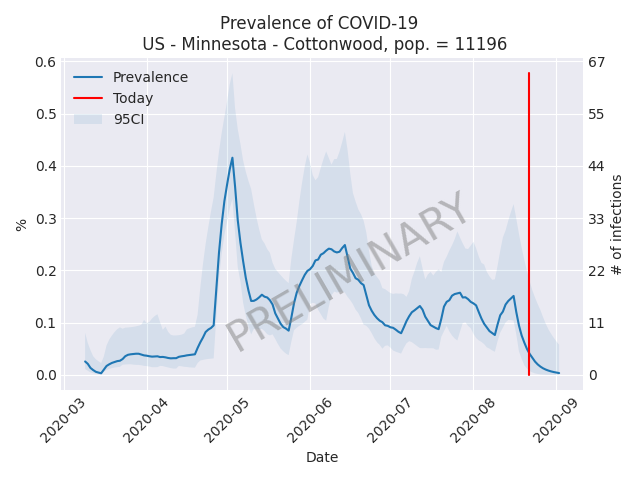 Prevalence of COVID-19
US - Minnesota - Cottonwood, pop. = 11196
Prevalence
Today
95CI
0.6
0.5
0.4
0.3
0.2
0.1
0.0
%
67
55
44
33
22
11
0
# of infections
PRELIMINARY
2020-03
2020-04
2020-05
2020-06
2020-07
2020-08
2020-09
Date